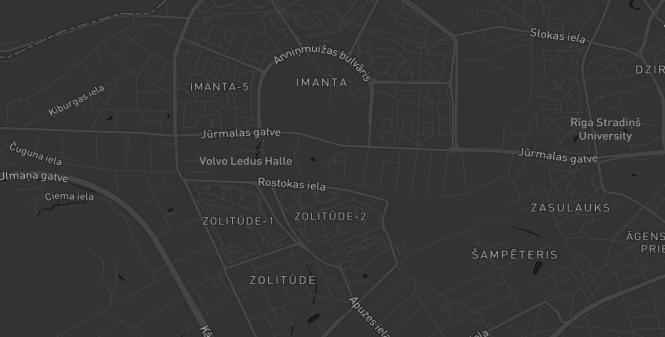 Slokas iela
Anniņmuižas bulvāris
DZIR
IMANTA-5
IMANTA
Kiburgas iela
Rīga Stradiņš
University
Jūrmalas gatve
Jūrmalas gatve
Čuguna iela
Volvo Ledus Halle
Ulmaņa gatve
Rostokas iela
Ciema iela
ZASULAUKS
ZOLITŪDE-1
ZOLITŪDE-2
ĀGENS
PRIE
ŠAMPĒTERIS
ZOLITŪDE
Apuzes iela
Kā
iela